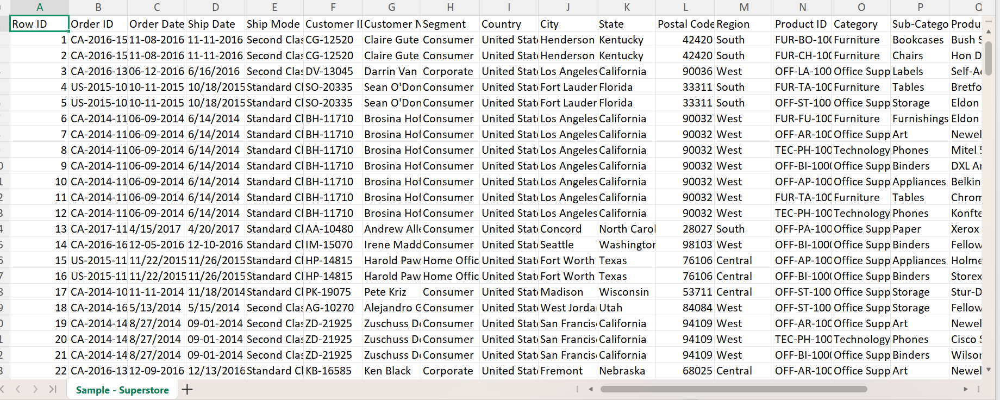 A B C D E F G H I J K L M N O P Q
Row ID Order ID Order Date Ship Date Ship Mode Customer I Customer N Segment Country City State Postal Code Region Product ID Category Sub-Catego Produ
1 CA-2016-15 11-08-2016 11-11-2016 Second Clas CG-12520 Claire Gute Consumer United Stat Henderson Kentucky 42420 South FUR-BO-100 Furniture Bookcases Bush S
2 CA-2016-15 11-08-2016 11-11-2016 Second Clas CG-12520 Claire Gute Consumer United Stat Henderson Kentucky 42420 South FUR-CH-100 Furniture Chairs Hon D
3 CA-2016-13 06-12-2016 6/16/2016 Second Clas DV-13045 Darrin Van Corporate United Stat Los Angeles California 90036 West OFF-LA-100 Office Supp Labels Self-A
4 US-2015-10 10-11-2015 10/18/2015 Standard Cl SO-20335 Sean O'Don Consumer United Stat Fort Lauder Florida 33311 South FUR-TA-100 Furniture Tables Bretfo
5 US-2015-10 10-11-2015 10/18/2015 Standard Cl SO-20335 Sean O'Don Consumer United Stat Fort Lauder Florida 33311 South OFF-ST-100 Office Supp Storage Eldon
6 CA-2014-11 06-09-2014 6/14/2014 Standard Cl BH-11710 Brosina Hof Consumer United Stat Los Angeles California 90032 West FUR-FU-100 Furniture Furnishings Eldon
7 CA-2014-11 06-09-2014 6/14/2014 Standard Cl BH-11710 Brosina Hof Consumer United Stat Los Angeles California 90032 West OFF-AR-100 Office Supp Art Newel
8 CA-2014-11 06-09-2014 6/14/2014 Standard Cl BH-11710 Brosina Hof Consumer United Stat Los Angeles California 90032 West TEC-PH-100 Technology Phones Mitel 5
9 CA-2014-11 06-09-2014 6/14/2014 Standard Cl BH-11710 Brosina Hof Consumer United Stat Los Angeles California 90032 West OFF-BI-1000 Office Supp Binders DXL A
10 CA-2014-11 06-09-2014 6/14/2014 Standard Cl BH-11710 Brosina Hof Consumer United Stat Los Angeles California 90032 West OFF-AP-100 Office Supp Appliances Belkin
11 CA-2014-11 06-09-2014 6/14/2014 Standard Cl BH-11710 Brosina Hof Consumer United Stat Los Angeles California 90032 West FUR-TA-100 Furniture Tables Chrom
12 CA-2014-11 06-09-2014 6/14/2014 Standard Cl BH-11710 Brosina Hof Consumer United Stat Los Angeles California 90032 West TEC-PH-100 Technology Phones Konfte
13 CA-2017-11 4/15/2017 4/20/2017 Standard Cl AA-10480 Andrew Alle Consumer United Stat Concord North Carol 28027 South OFF-PA-100 Office Supp Paper Xerox
14 CA-2016-16 12-05-2016 12-10-2016 Standard Cl IM-15070 Irene Madd Consumer United Stat Seattle Washington 98103 West OFF-BI-1000 Office Supp Binders Fellow
15 US-2015-11 11/22/2015 11/26/2015 Standard Cl HP-14815 Harold Paw Home Offic United Stat Fort Worth Texas 76106 Central OFF-AP-100 Office Supp Appliances Holme
16 US-2015-11 11/22/2015 11/26/2015 Standard Cl HP-14815 Harold Paw Home Offic United Stat Fort Worth Texas 76106 Central OFF-BI-1000 Office Supp Binders Storex
17 CA-2014-10 11-11-2014 11/18/2014 Standard Cl PK-19075 Pete Kriz Consumer United Stat Madison Wisconsin 53711 Central OFF-ST-100 Office Supp Storage Stur-D
18 CA-2014-16 5/13/2014 5/15/2014 Second Clas AG-10270 Alejandro G Consumer United Stat West Jorda Utah 84084 West OFF-ST-100 Office Supp Storage Fellow
19 CA-2014-14 8/27/2014 09-01-2014 Second Clas ZD-21925 Zuschuss Do Consumer United Stat San Francis California 94109 West OFF-AR-100 Office Supp Art Newel
20 CA-2014-14 8/27/2014 09-01-2014 Second Clas ZD-21925 Zuschuss Do Consumer United Stat San Francis California 94109 West TEC-PH-100 Technology Phones Cisco S
21 CA-2014-14 8/27/2014 09-01-2014 Second Clas ZD-21925 Zuschuss Do Consumer United Stat San Francis California 94109 West OFF-BI-1000 Office Supp Binders Wilson
22 CA-2016-13 12-09-2016 12/13/2016 Standard Cl KB-16585 Ken Black Corporate United Stat Fremont Nebraska 68025 Central OFF-AR-100 Office Supp Art Newel
Sample - Superstore